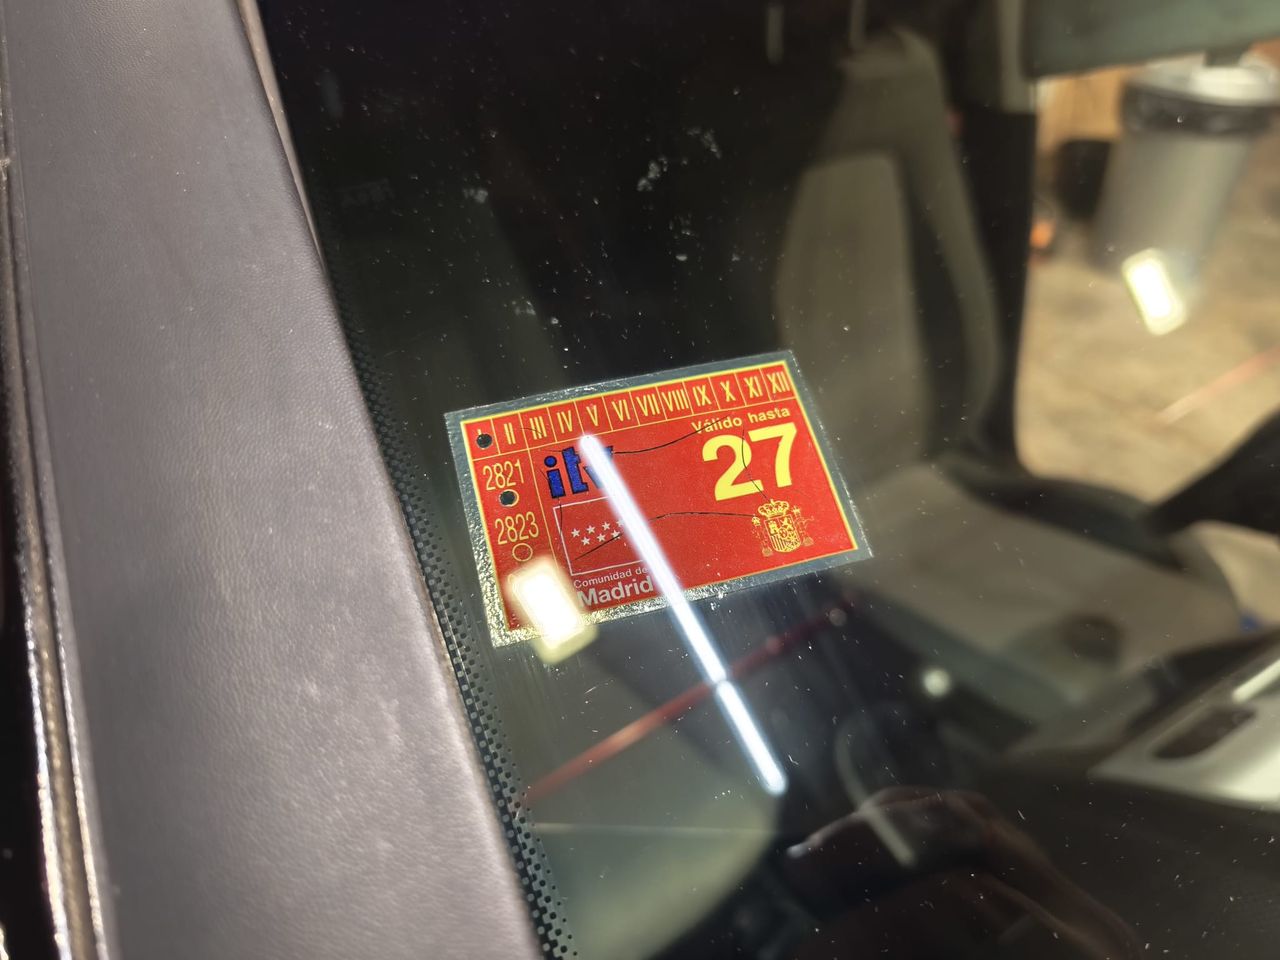 I II III IV V VI VII VIII IX X XI XII
Válido hasta
27
2821
itv
2823
Comunidad de
Madrid